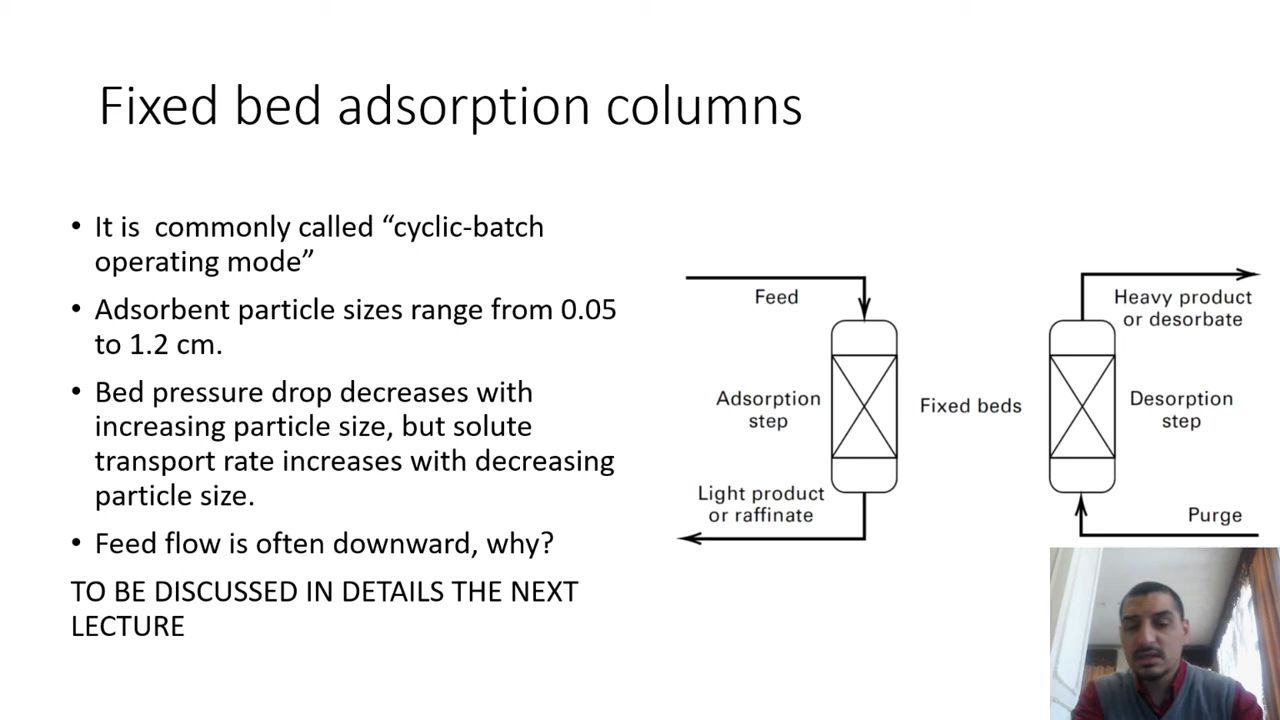 Fixed bed adsorption columns
• It is  commonly called “cyclic-batch
operating mode”
• Adsorbent particle sizes range from 0.05
to 1.2 cm.
• Bed pressure drop decreases with
increasing particle size, but solute
transport rate increases with decreasing
particle size.
• Feed flow is often downward, why?
TO BE DISCUSSED IN DETAILS THE NEXT
LECTURE
Feed
Adsorption
step
Light product
or raffinate
Fixed beds
Heavy product
or desorbate
Desorption
step
Purge